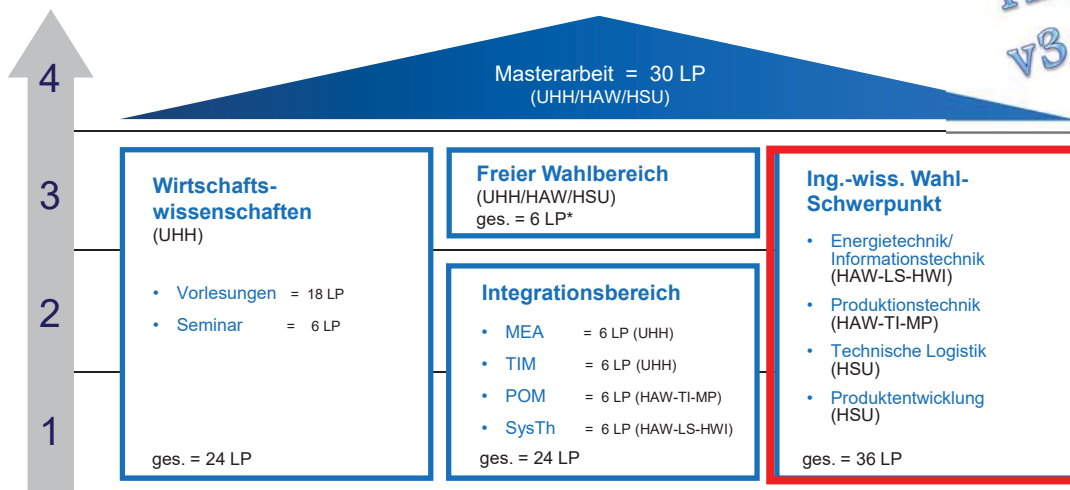 v3
4
Masterarbeit = 30 LP
(UHH/HAW/HSU)
3
2
1
Wirtschafts-
wissenschaften
(UHH)
• Vorlesungen = 18 LP
• Seminar = 6 LP
ges. = 24 LP
Freier Wahlbereich
(UHH/HAW/HSU)
ges. = 6 LP*
Integrationsbereich
• MEA = 6 LP (UHH)
• TIM = 6 LP (UHH)
• POM = 6 LP (HAW-TI-MP)
• SysTh = 6 LP (HAW-LS-HWI)
ges. = 24 LP
Ing.-wiss. Wahl-
Schwerpunkt
• Energietechnik/
Informationstechnik
(HAW-LS-HWI)
• Produktionstechnik
(HAW-TI-MP)
• Technische Logistik
(HSU)
• Produktentwicklung
(HSU)
ges. = 36 LP